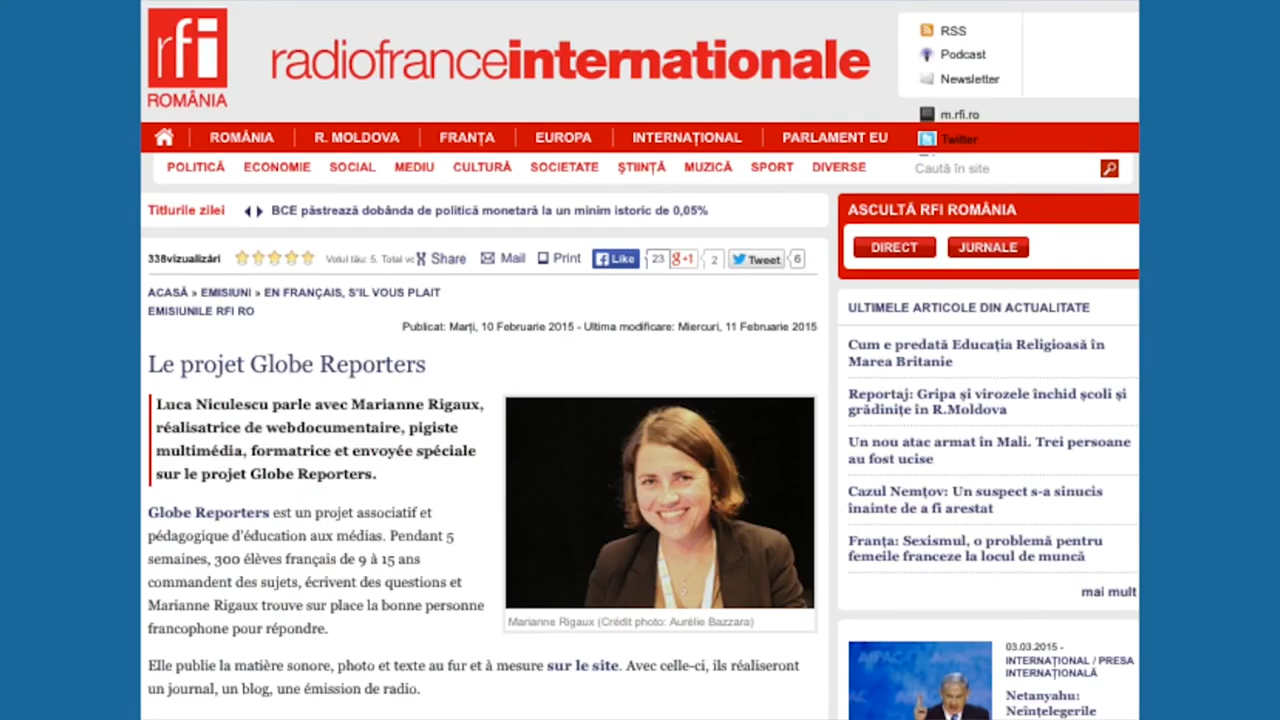 rfi
ROMÂNIA
radiofranceinternationale
RSS
Podcast
Newsletter
m.rfi.ro
Twitter
ROMÂNIA
R. MOLDOVA
FRANȚA
EUROPA
INTERNAȚIONAL
PARLAMENT EU
POLITICĂ
ECONOMIE
SOCIAL
MEDIU
CULTURĂ
SOCIETATE
ȘTIINȚĂ
MUZICĂ
SPORT
DIVERSE
Caută în site
Titlurile zilei
BCE păstrează dobânda de politică monetară la un minim istoric de 0,05%
ASCULTĂ RFI ROMÂNIA
DIRECT
JURNALE
338vizualizări
Votul tău: 5. Total vo
Share
Mail
Print
Like
23
g+1
2
Tweet
6
ACASĂ » EMISIUNI » EN FRANÇAIS, S'IL VOUS PLAIT
EMISIUNILE RFI RO
Publicat: Marți, 10 Februarie 2015 - Ultima modificare: Miercuri, 11 Februarie 2015
Le projet Globe Reporters
Luca Niculescu parle avec Marianne Rigaux,
réalisatrice de webdocumentaire, pigiste
multimédia, formatrice et envoyée spéciale
sur le projet Globe Reporters.
Globe Reporters est un projet associatif et
pédagogique d'éducation aux médias. Pendant 5
semaines, 300 élèves français de 9 à 15 ans
commandent des sujets, écrivent des questions et
Marianne Rigaux trouve sur place la bonne personne
francophone pour répondre.
Marianne Rigaux (Crédit photo: Aurélie Bazzara)
Elle publie la matière sonore, photo et texte au fur et à mesure sur le site. Avec celle-ci, ils réaliseront
un journal, un blog, une émission de radio.
ULTIMELE ARTICOLE DIN ACTUALITATE
Cum e predată Educația Religioasă în
Marea Britanie
Reportaj: Gripa și virozele închid școli și
grădinițe în R.Moldova
Un nou atac armat în Mali. Trei persoane
au fost ucise
Cazul Nemțov: Un suspect s-a sinucis
înainte de a fi arestat
Franța: Sexismul, o problemă pentru
femeile franceze la locul de muncă
mai mult
03.03.2015 -
INTERNAȚIONAL / PRESA
INTERNAȚIONALĂ
Netanyahu:
Neînțelegerile